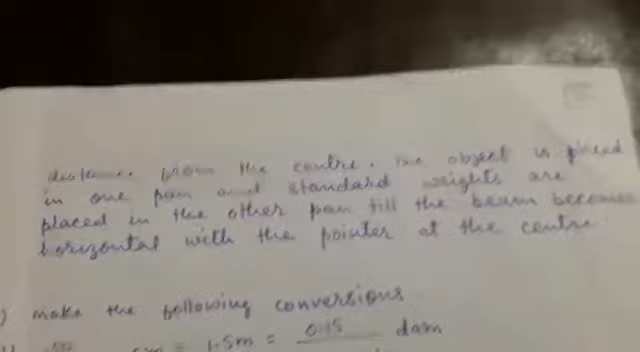 distance from the centre. The object is placed
in one pan and standard weights are
placed in the other pan till the beam becomes
horizontal with the pointer at the centre
) make the following conversions
cm = 1.5m = 0.15 dam